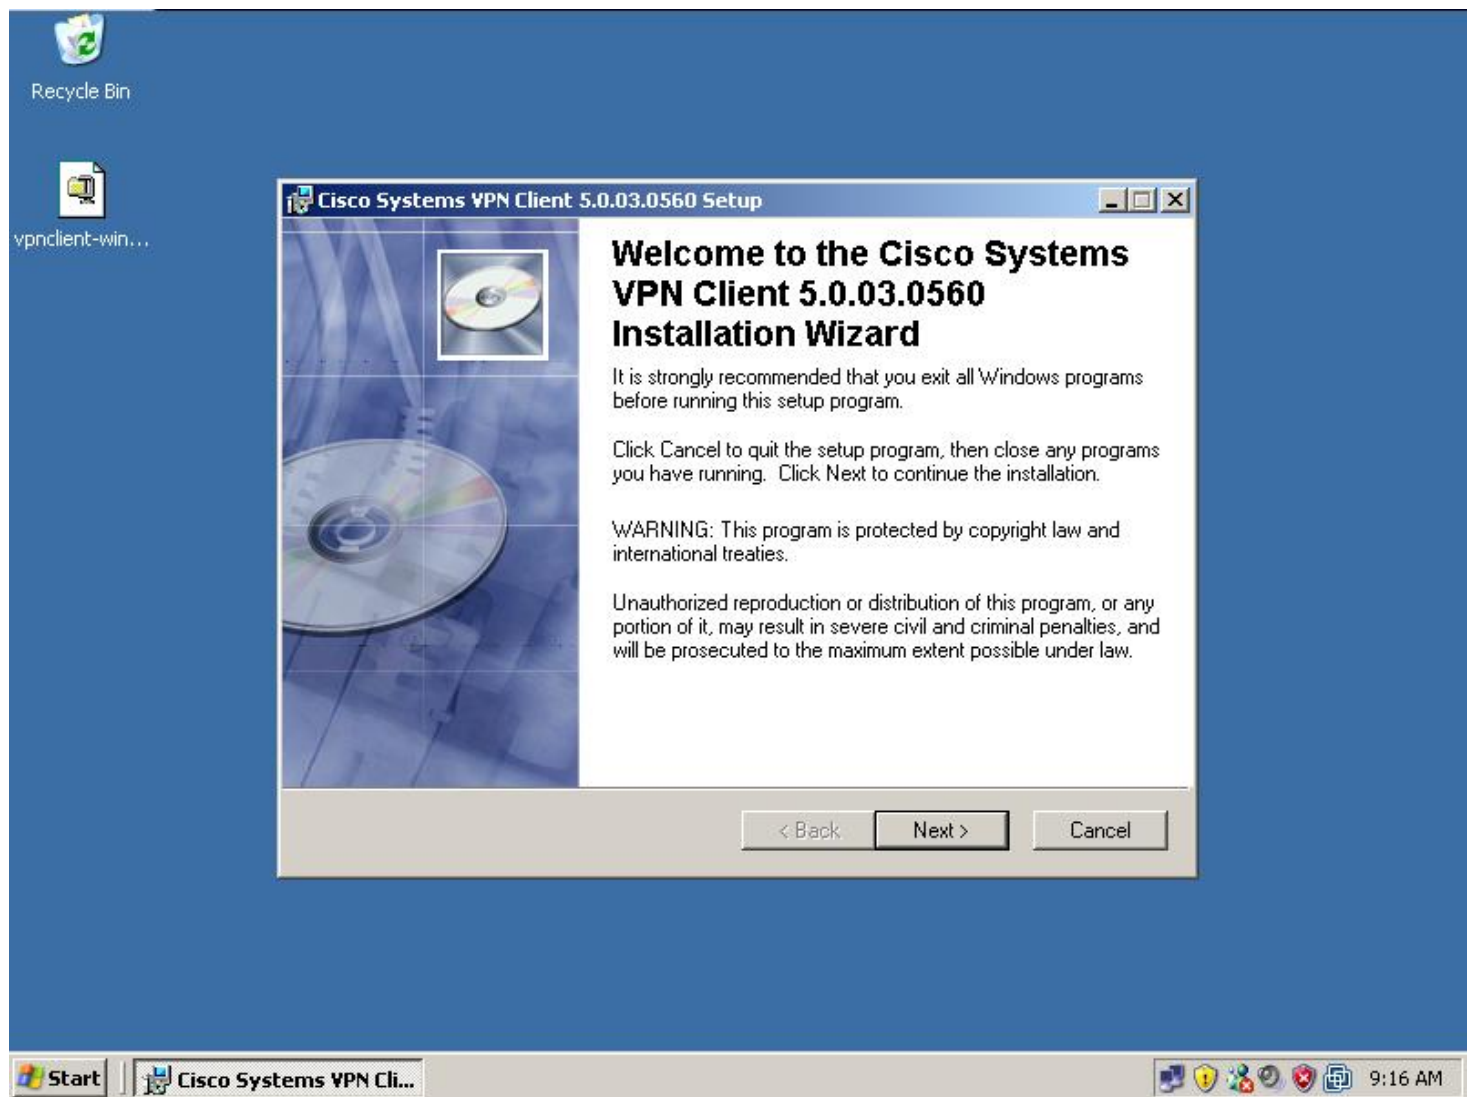 Recycle Bin
vpnclient-win...
Cisco Systems VPN Client 5.0.03.0560 Setup
Welcome to the Cisco Systems
VPN Client 5.0.03.0560
Installation Wizard
It is strongly recommended that you exit all Windows programs
before running this setup program.
Click Cancel to quit the setup program, then close any programs
you have running.  Click Next to continue the installation.
WARNING: This program is protected by copyright law and
international treaties.
Unauthorized reproduction or distribution of this program, or any
portion of it, may result in severe civil and criminal penalties, and
will be prosecuted to the maximum extent possible under law.
< Back
Next >
Cancel
Start
Cisco Systems VPN Cli...
9:16 AM